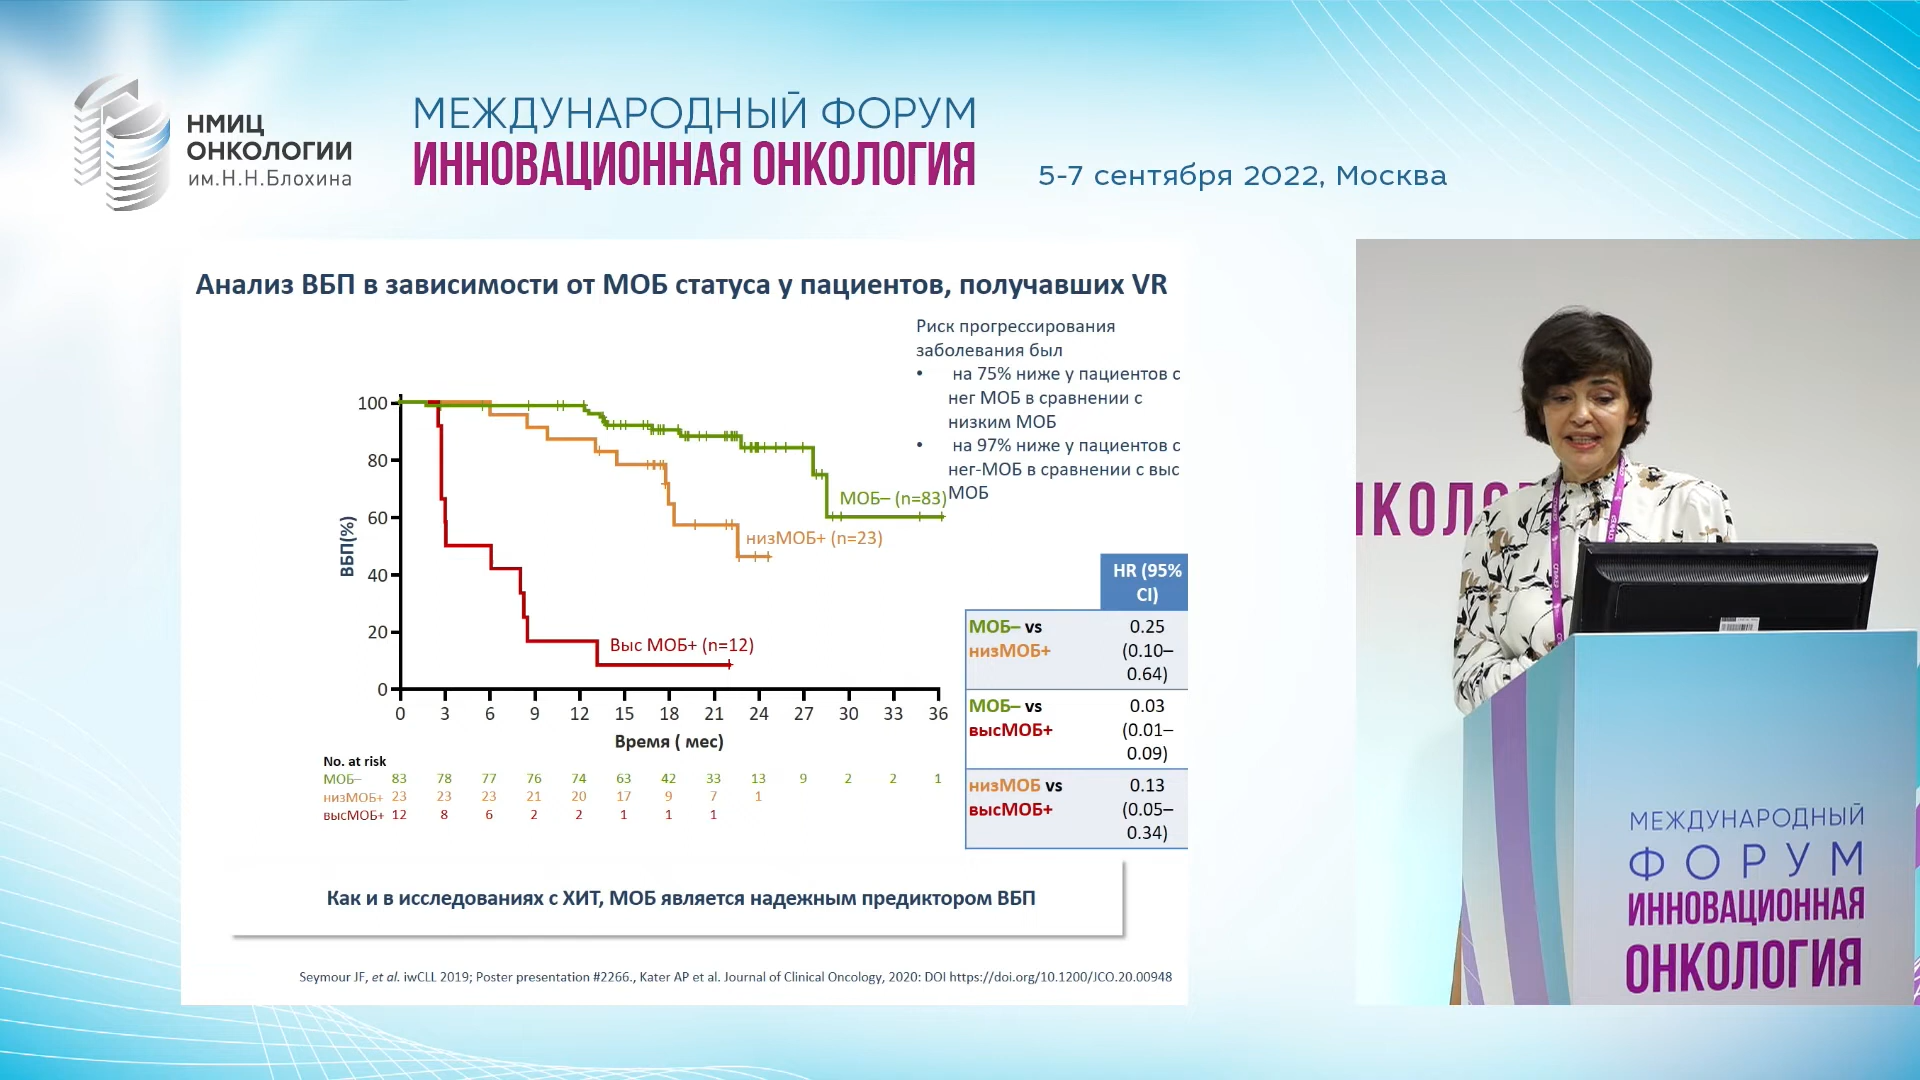 НМИЦ
ОНКОЛОГИИ
им.Н.Н.Блохина
МЕЖДУНАРОДНЫЙ ФОРУМ
ИННОВАЦИОННАЯ ОНКОЛОГИЯ
5-7 сентября 2022, Москва
Анализ ВБП в зависимости от МОБ статуса у пациентов, получавших VR
Риск прогрессирования
заболевания был
• на 75% ниже у пациентов с
нег МОБ в сравнении с
низким МОБ
• на 97% ниже у пациентов с
нег-МОБ в сравнении с выс
МОБ
ВБП(%)
100
80
60
40
20
0
МОБ– (n=83)
низМОБ+ (n=23)
Выс МОБ+ (n=12)
0 3 6 9 12 15 18 21 24 27 30 33 36
Время ( мес)
No. at risk
МОБ– 83 78 77 76 74 63 42 33 13 9 2 2 1
низМОБ+ 23 23 23 21 20 17 9 7 1
высМОБ+ 12 8 6 2 2 1 1 1
HR (95%
CI)
МОБ– vs
низМОБ+
0.25
(0.10–
0.64)
МОБ– vs
высМОБ+
0.03
(0.01–
0.09)
низМОБ vs
высМОБ+
0.13
(0.05–
0.34)
Как и в исследованиях с ХИТ, МОБ является надежным предиктором ВБП
Seymour JF, et al. iwCLL 2019; Poster presentation #2266., Kater AP et al. Journal of Clinical Oncology, 2020: DOI https://doi.org/10.1200/JCO.20.00948
МЕЖДУНАРОДНЫЙ
ФОРУМ
ИННОВАЦИОННАЯ
ОНКОЛОГИЯ